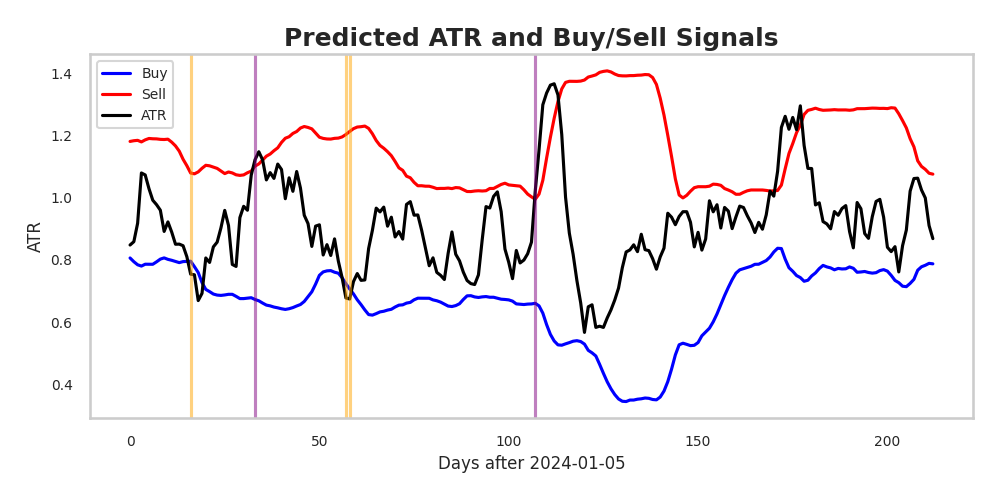 Predicted ATR and Buy/Sell Signals
Buy
Sell
ATR
1.4
1.2
1.0
0.8
0.6
0.4
ATR
0
50
100
150
200
Days after 2024-01-05